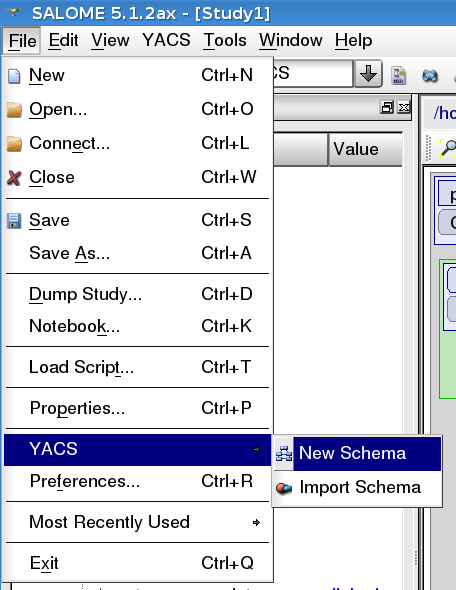 SALOME 5.1.2ax - [Study1]
File Edit View YACS Tools Window Help
New Ctrl+N
Open... Ctrl+O
Connect... Ctrl+L
Close Ctrl+W
Save Ctrl+S
Save As... Ctrl+A
Dump Study... Ctrl+D
Notebook... Ctrl+K
Load Script... Ctrl+T
Properties... Ctrl+P
YACS
New Schema
Import Schema
Preferences... Ctrl+R
Most Recently Used
Exit Ctrl+Q
CS
Value
/ho